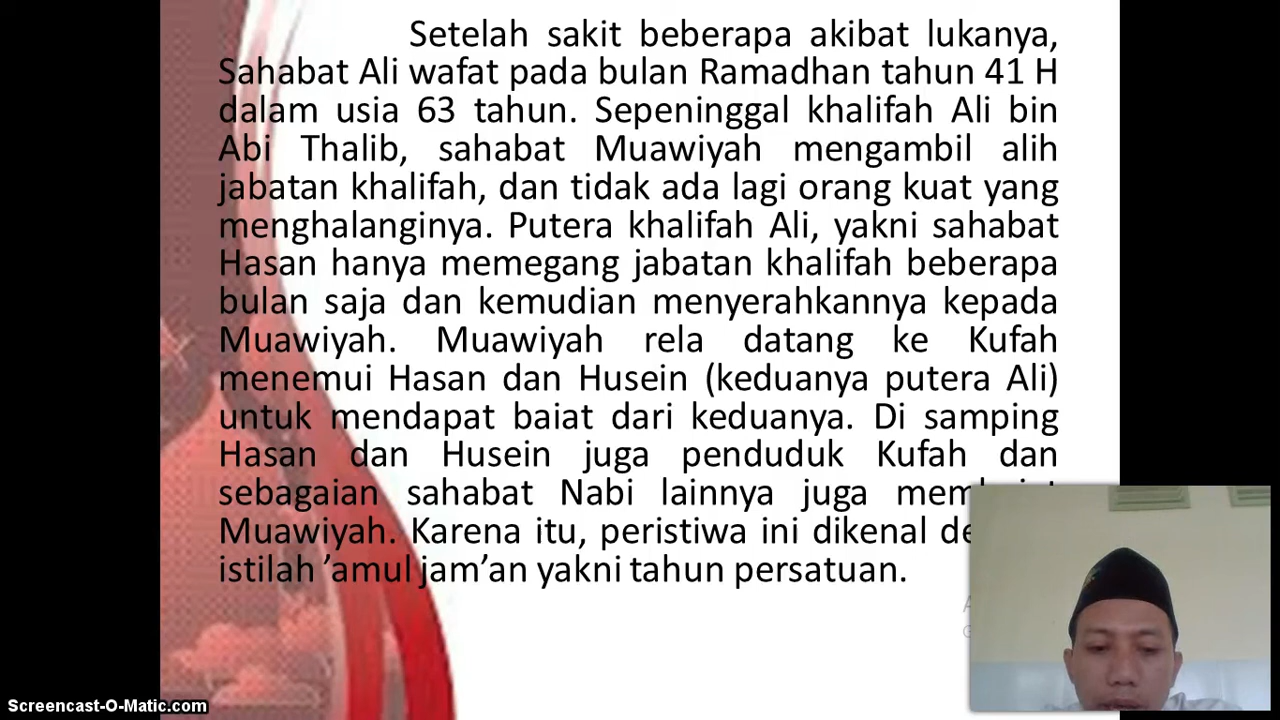 Setelah sakit beberapa akibat lukanya,
Sahabat Ali wafat pada bulan Ramadhan tahun 41 H
dalam usia 63 tahun. Sepeninggal khalifah Ali bin
Abi Thalib, sahabat Muawiyah mengambil alih
jabatan khalifah, dan tidak ada lagi orang kuat yang
menghalanginya. Putera khalifah Ali, yakni sahabat
Hasan hanya memegang jabatan khalifah beberapa
bulan saja dan kemudian menyerahkannya kepada
Muawiyah. Muawiyah rela datang ke Kufah
menemui Hasan dan Husein (keduanya putera Ali)
untuk mendapat baiat dari keduanya. Di samping
Hasan dan Husein juga penduduk Kufah dan
sebagaian sahabat Nabi lainnya juga
Muawiyah. Karena itu, peristiwa ini dikenal
istilah ’amul jam’an yakni tahun persatuan.
Screencast-O-Matic.com